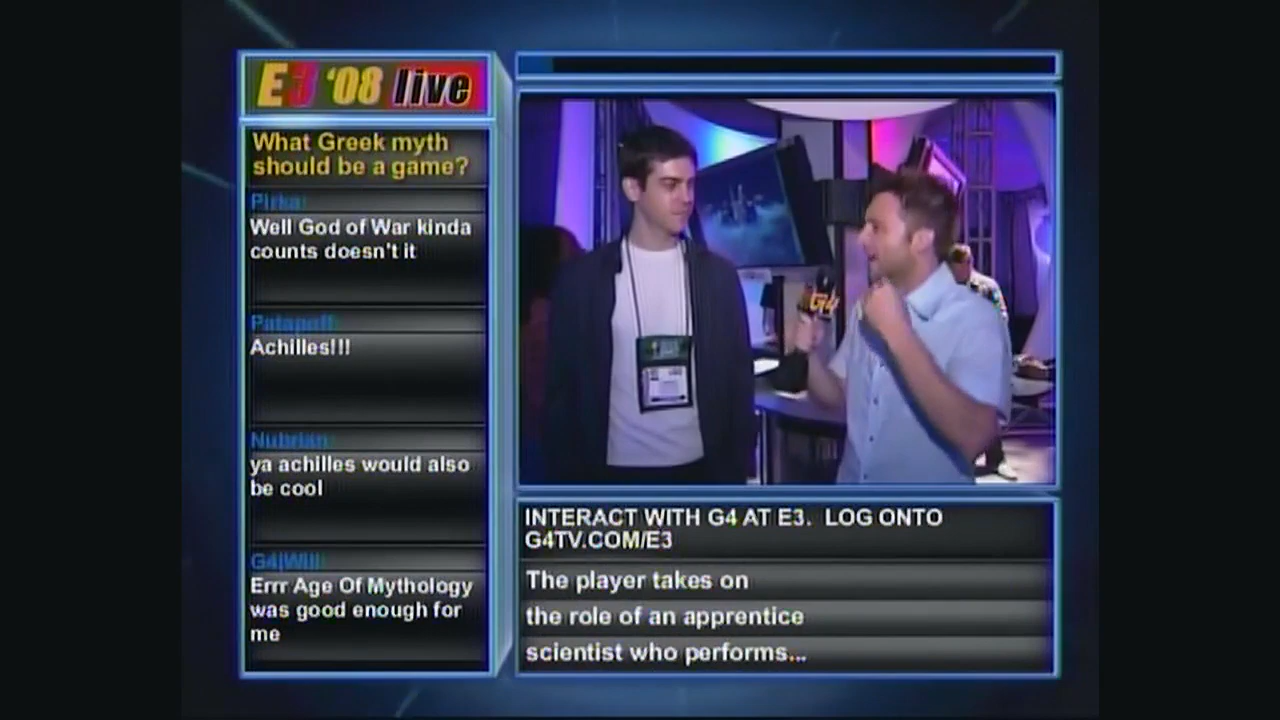 E3 '08 live
What Greek myth
should be a game?
Pirka:
Well God of War kinda
counts doesn't it
Achilles!!!
ya achilles would also
be cool
G4|Will:
Errr Age Of Mythology
was good enough for
me
G4
INTERACT WITH G4 AT E3. LOG ONTO
G4TV.COM/E3
The player takes on
the role of an apprentice
scientist who performs...